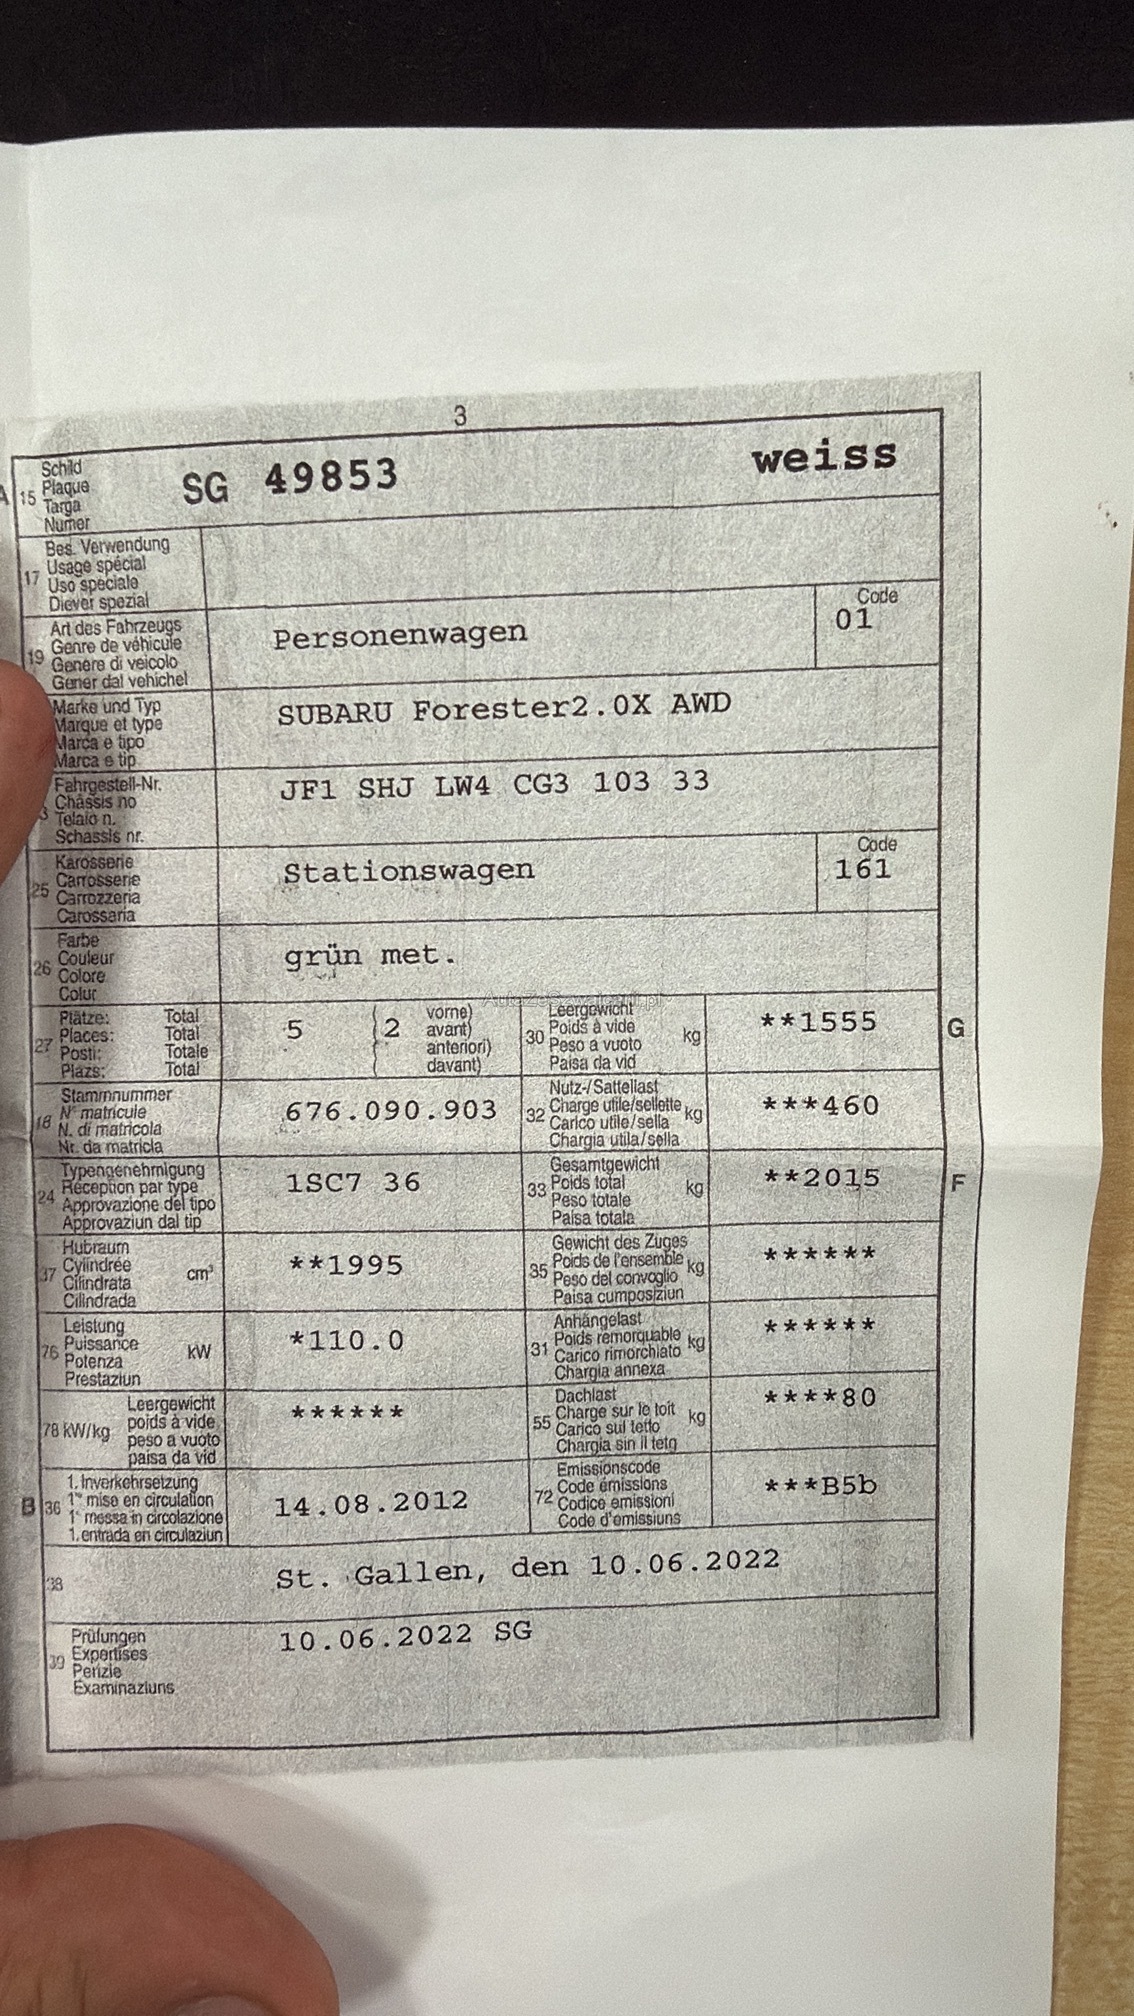 3
A 15 Schild
Plaque
Targa
Numer
SG 49853 weiss
17 Bes. Verwendung
Usage spécial
Uso speciale
Diever spezial
19 Art des Fahrzeugs
Genre de véhicule
Genere di veicolo
Gener dal vehichel
Personenwagen
Code
01
Marke und Typ
Marque et type
Marca e tipo
Marca e tip
SUBARU Forester2.0X AWD
3 Fahrgestell-Nr.
Châssis no
Telaio n.
Schassis nr.
JF1 SHJ LW4 CG3 103 33
25 Karosserie
Carrosserie
Carrozzeria
Carossaria
Stationswagen
Code
161
26 Farbe
Couleur
Colore
Colur
grün met.
27 Plätze: Total
Places: Total
Posti: Totale
Plazs: Total
5
2 vorne)
avant)
anteriori)
davant)
30 Leergewicht
Poids à vide
Peso a vuoto
Paisa da vid
kg
**1555
G
18 Stammnummer
N° matricule
N. di matricola
Nr. da matricla
676.090.903
32 Nutz-/Sattellast
Charge utile/sellette
Carico utile/sella
Chargia utila/sella
kg
***460
24 Typengenehmigung
Réception par type
Approvazione del tipo
Approvaziun dal tip
1SC7 36
33 Gesamtgewicht
Poids total
Peso totale
Paisa totala
kg
**2015
F
37 Hubraum
Cylindrée
Cilindrata
Cilindrada
cm³
**1995
35 Gewicht des Zuges
Poids de l'ensemble
Peso del convoglio
Paisa cumposiziun
kg
******
76 Leistung
Puissance
Potenza
Prestaziun
kW
*110.0
31 Anhängelast
Poids remorquable
Carico rimorchiato
Chargia annexa
kg
******
78 kW/kg Leergewicht
poids à vide
peso a vuoto
paisa da vid
******
55 Dachlast
Charge sur le toit
Carico sul tetto
Chargia sin il tetg
kg
****80
B 36 1. Inverkehrsetzung
1re mise en circulation
1a messa in circolazione
1. entrada en circulaziun
14.08.2012
72 Emissionscode
Code émissions
Codice emissioni
Code d'emissiuns
***B5b
38 St. Gallen, den 10.06.2022
39 Prüfungen
Expertises
Perizie
Examinaziuns
10.06.2022 SG